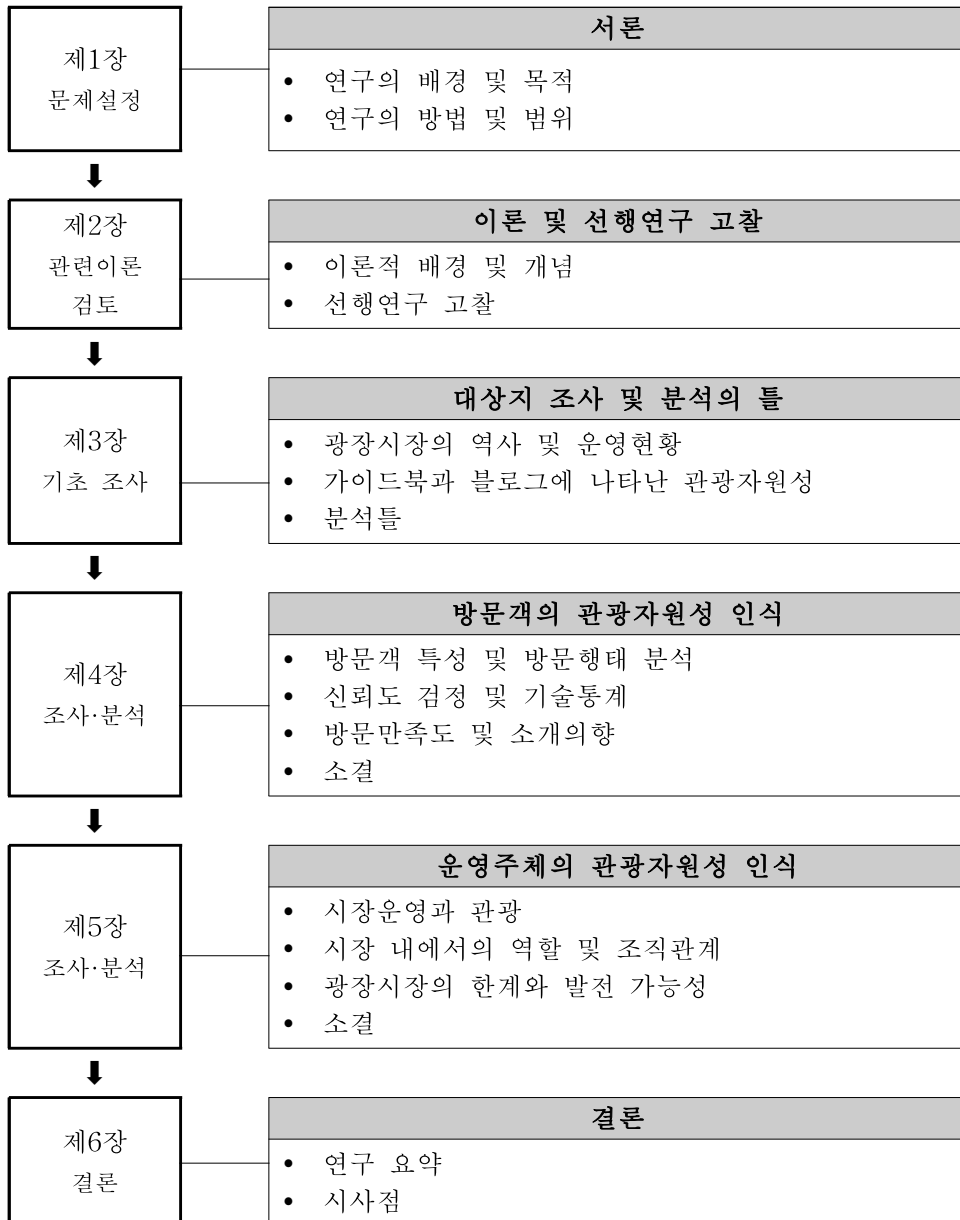 제1장
문제설정
서론
• 연구의 배경 및 목적
• 연구의 방법 및 범위
제2장
관련이론
검토
이론 및 선행연구 고찰
• 이론적 배경 및 개념
• 선행연구 고찰
제3장
기초 조사
대상지 조사 및 분석의 틀
• 광장시장의 역사 및 운영현황
• 가이드북과 블로그에 나타난 관광자원성
• 분석틀
제4장
조사·분석
방문객의 관광자원성 인식
• 방문객 특성 및 방문행태 분석
• 신뢰도 검정 및 기술통계
• 방문만족도 및 소개의향
• 소결
제5장
조사·분석
운영주체의 관광자원성 인식
• 시장운영과 관광
• 시장 내에서의 역할 및 조직관계
• 광장시장의 한계와 발전 가능성
• 소결
제6장
결론
결론
• 연구 요약
• 시사점